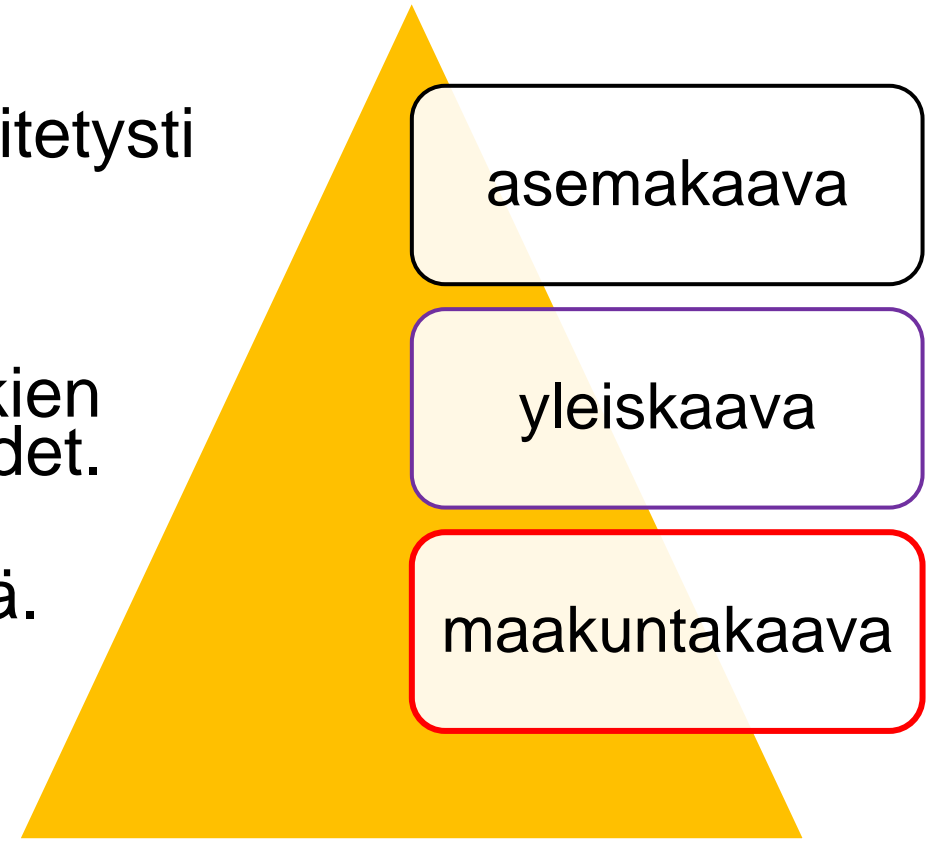 itetysti
asemakaava
kien
det.
yleiskaava
ä.
maakuntakaava